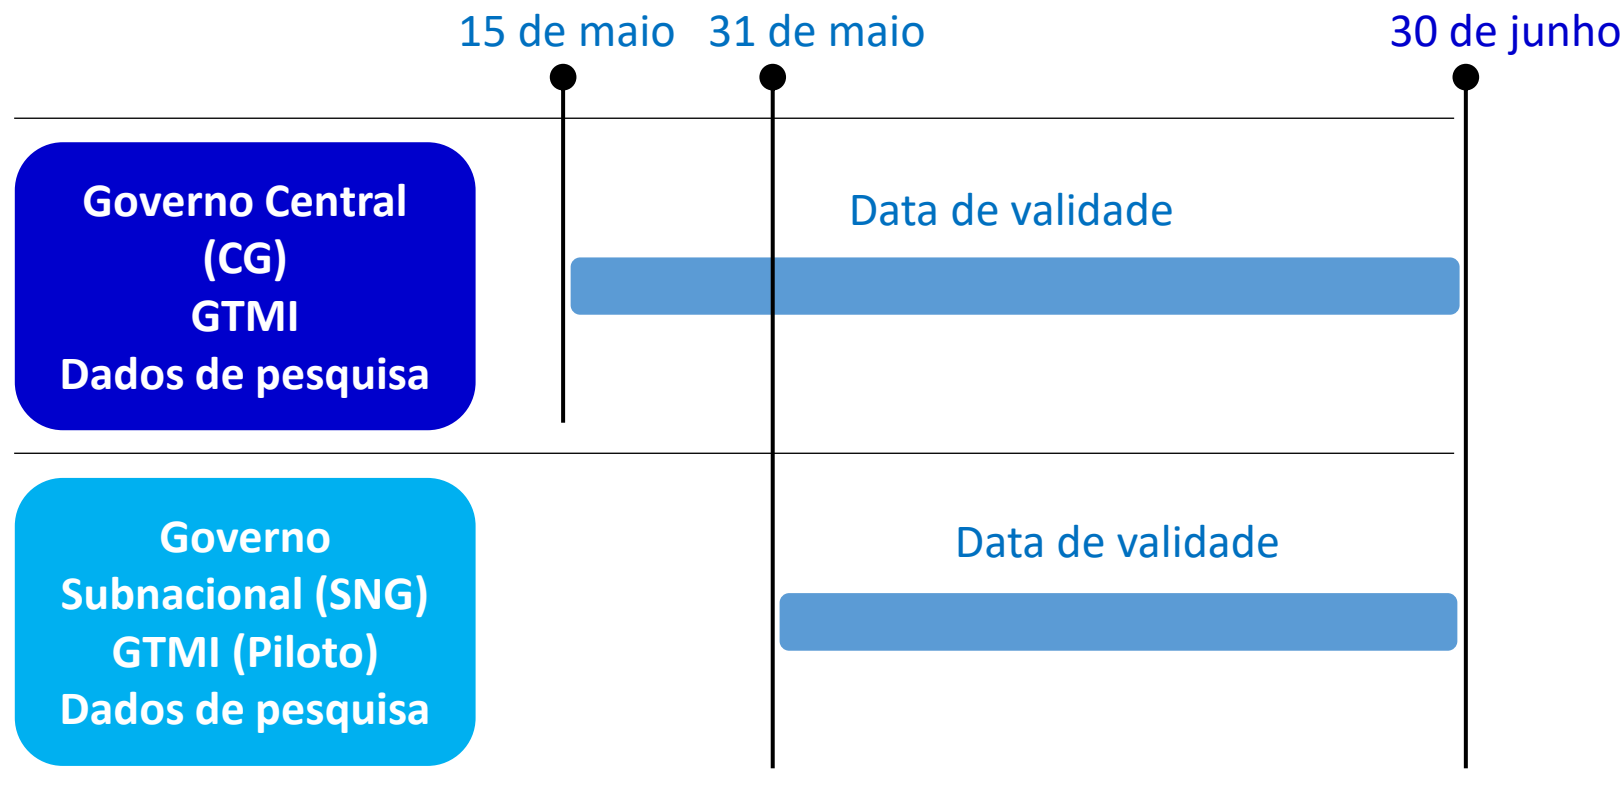 15 de maio
31 de maio
30 de junho
Governo Central
(CG)
GTMI
Dados de pesquisa
Data de validade
Governo
Subnacional (SNG)
GTMI (Piloto)
Dados de pesquisa
Data de validade